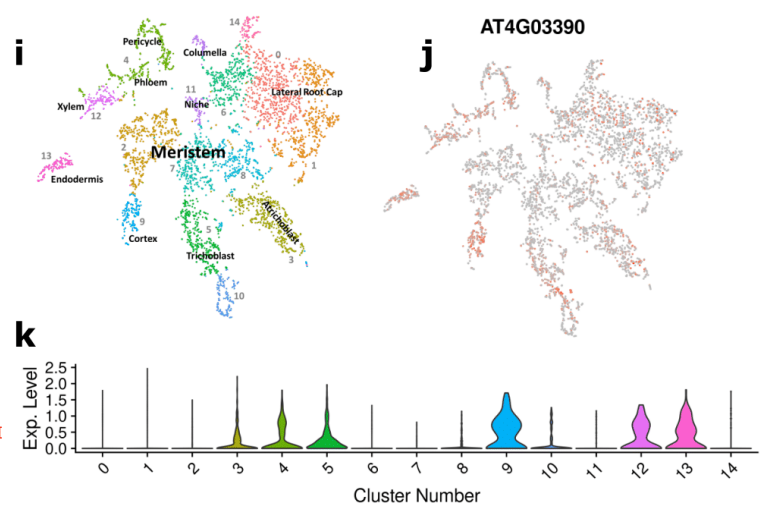 i
14
Pericycle
Columella
0
4
Phloem
11
Lateral Root Cap
Xylem
Niche
12
6
2
Meristem
13
7
8
1
Endodermis
9
Cortex
5
Atrichoblast
Trichoblast
3
10
j
AT4G03390
k
Exp. Level
2.5
2.0
1.5
1.0
0.5
0.0
0 1 2 3 4 5 6 7 8 9 10 11 12 13 14
Cluster Number